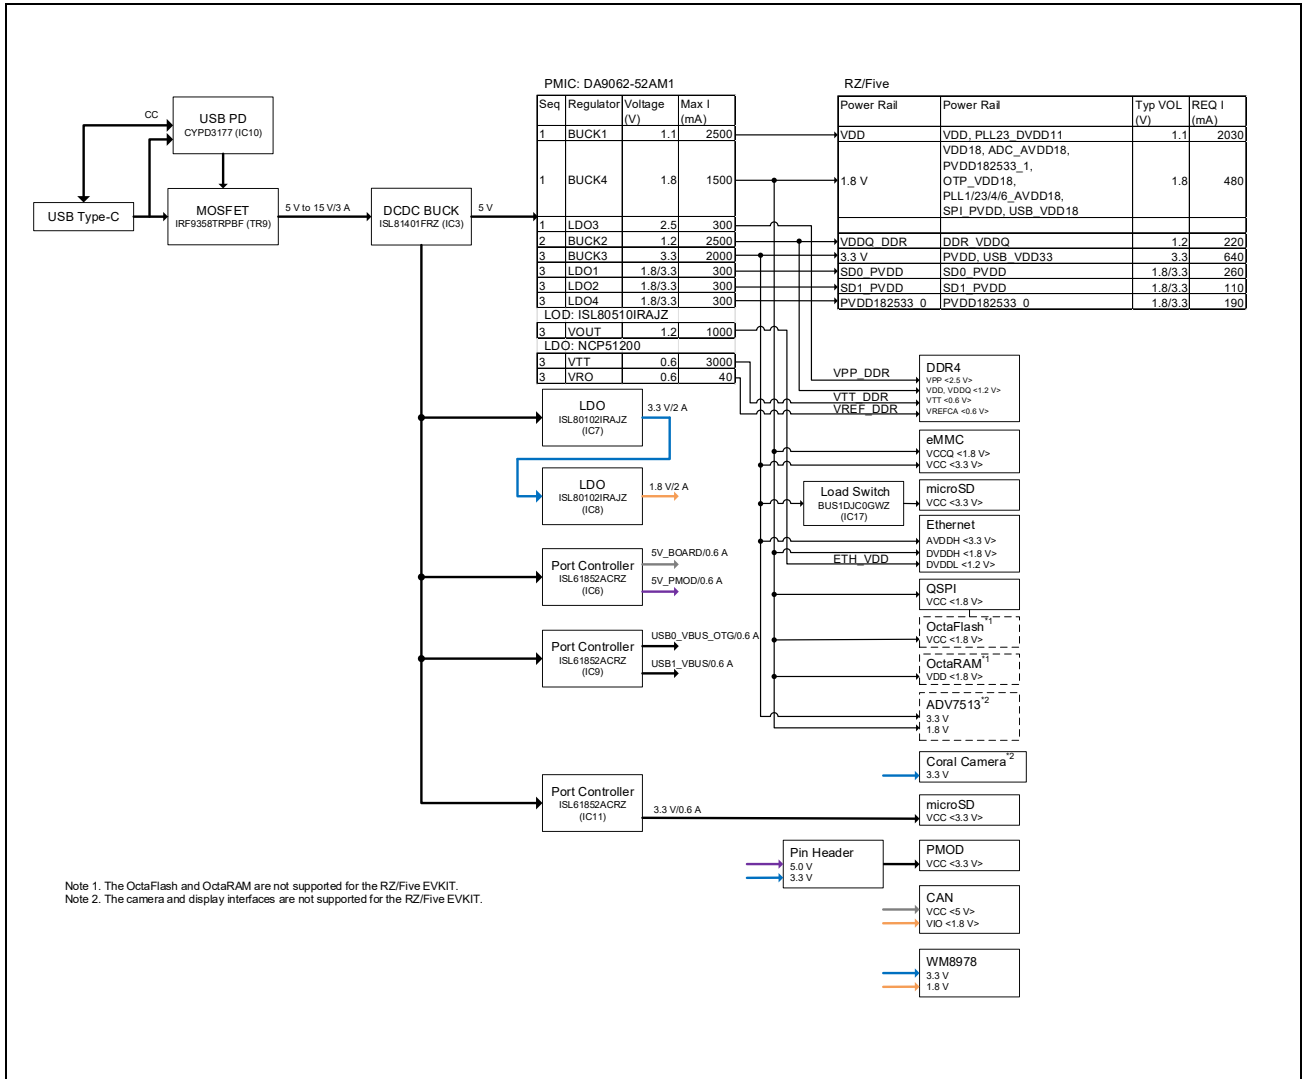 PMIC: DA9062-52AM1
Seq Regulator Voltage (V) Max I (mA)
1 BUCK1 1.1 2500
1 BUCK4 1.8 1500
1 LDO3 2.5 300
2 BUCK2 1.2 2500
3 BUCK3 3.3 2000
3 LDO1 1.8/3.3 300
3 LDO2 1.8/3.3 300
3 LDO4 1.8/3.3 300
LOD: ISL80510IRAJZ
3 VOUT 1.2 1000
LDO: NCP51200
3 VTT 0.6 3000
3 VRO 0.6 40
RZ/Five
Power Rail Power Rail Typ VOL (V) REQ I (mA)
VDD VDD, PLL23_DVDD11 1.1 2030
1.8 V VDD18, ADC_AVDD18,
PVDD182533_1,
OTP_VDD18,
PLL1/23/4/6_AVDD18,
SPI_PVDD, USB_VDD18
1.8 480
VDDQ_DDR DDR_VDDQ 1.2 220
3.3 V PVDD, USB_VDD33 3.3 640
SD0_PVDD SD0_PVDD 1.8/3.3 260
SD1_PVDD SD1_PVDD 1.8/3.3 110
PVDD182533_0 PVDD182533_0 1.8/3.3 190
CC
USB PD
CYPD3177 (IC10)
USB Type-C
MOSFET
IRF9358TRPBF (TR9)
5 V to 15 V/3 A
DCDC BUCK
ISL81401FRZ (IC3)
5 V
LDO
ISL80102IRAJZ
(IC7)
3.3 V/2 A
LDO
ISL80102IRAJZ
(IC8)
1.8 V/2 A
Port Controller
ISL61852ACRZ
(IC6)
5V_BOARD/0.6 A
5V_PMOD/0.6 A
Port Controller
ISL61852ACRZ
(IC9)
USB0_VBUS_OTG/0.6 A
USB1_VBUS/0.6 A
Port Controller
ISL61852ACRZ
(IC11)
3.3 V/0.6 A
VPP_DDR
VTT_DDR
VREF_DDR
DDR4
VPP <2.5 V>
VDD, VDDQ <1.2 V>
VTT <0.6 V>
VREFCA <0.6 V>
eMMC
VCCQ <1.8 V>
VCC <3.3 V>
Load Switch
BUS1DJC0GWZ
(IC17)
microSD
VCC <3.3 V>
ETH_VDD
Ethernet
AVDDH <3.3 V>
DVDDH <1.8 V>
DVDDL <1.2 V>
QSPI
VCC <1.8 V>
OctaFlash*1
VCC <1.8 V>
OctaRAM*1
VDD <1.8 V>
ADV7513*2
3.3 V
1.8 V
Coral Camera*2
3.3 V
microSD
VCC <3.3 V>
Pin Header
5.0 V
3.3 V
PMOD
VCC <3.3 V>
CAN
VCC <5 V>
VIO <1.8 V>
WM8978
3.3 V
1.8 V
Note 1. The OctaFlash and OctaRAM are not supported for the RZ/Five EVKIT.
Note 2. The camera and display interfaces are not supported for the RZ/Five EVKIT.